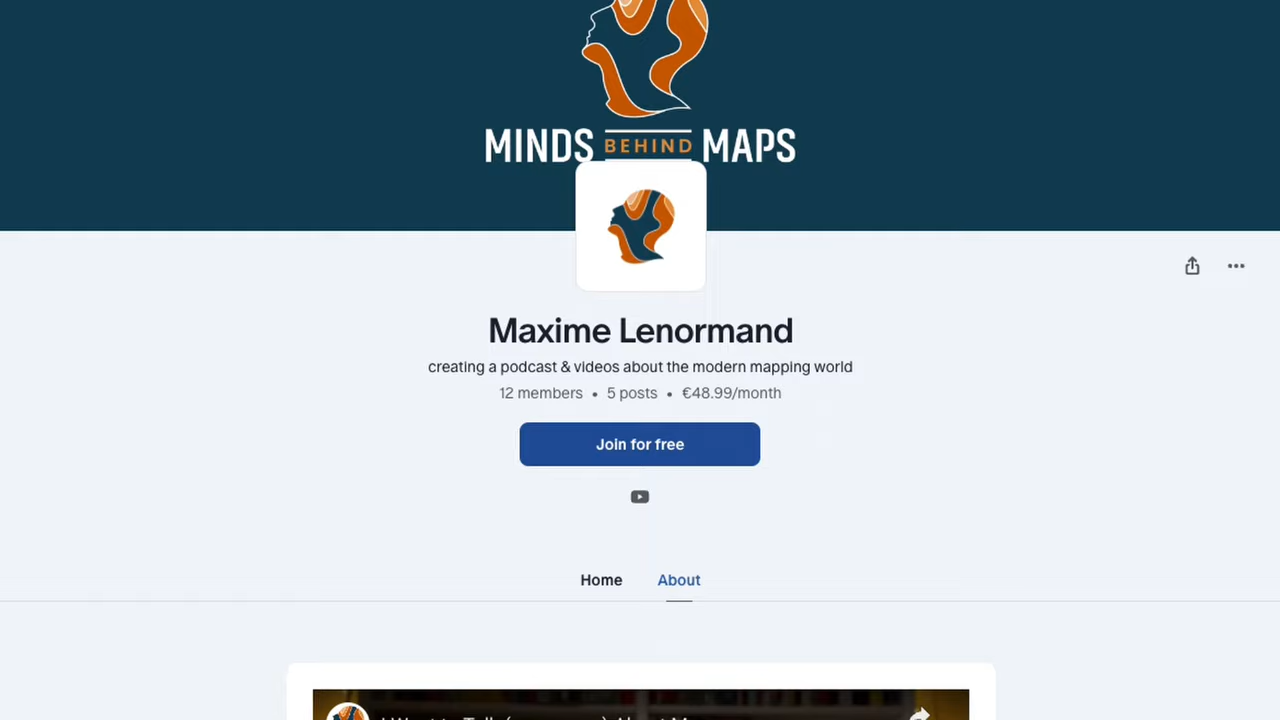 MINDS BEHIND MAPS
Maxime Lenormand
creating a podcast & videos about the modern mapping world
12 members • 5 posts • €48.99/month
Join for free
Home About